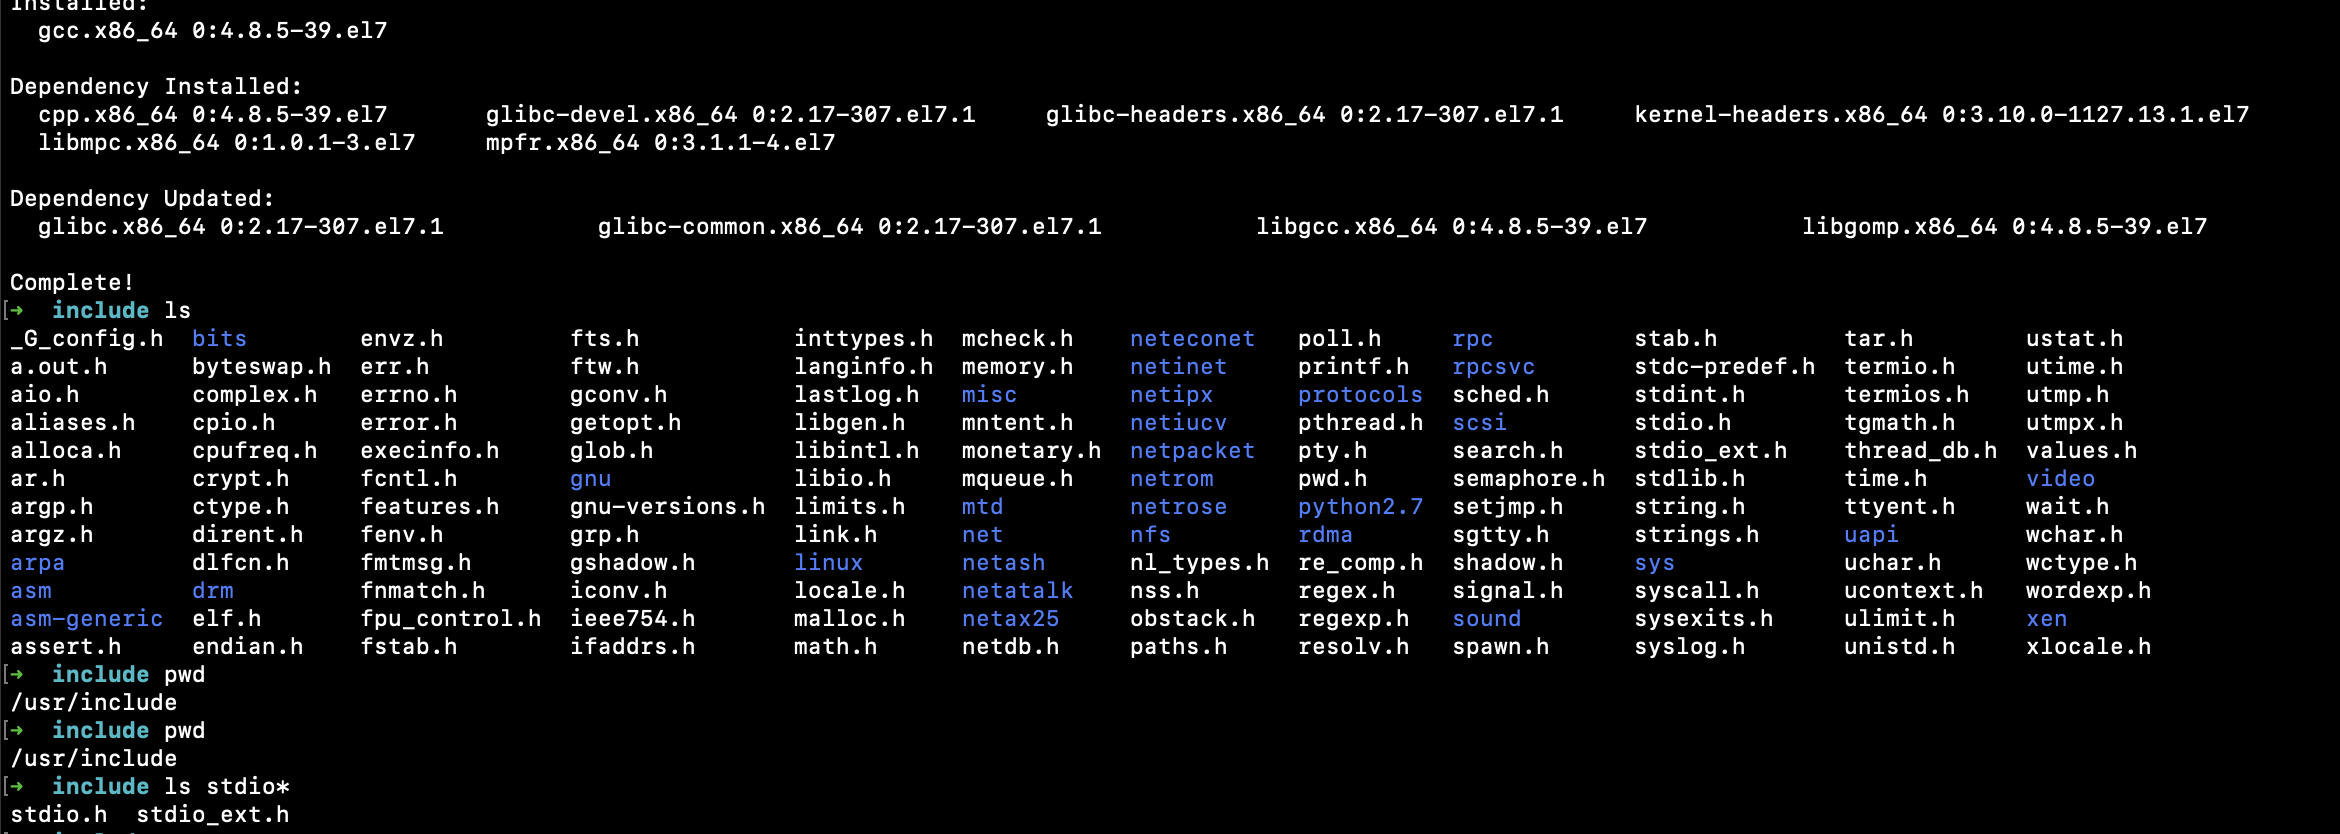 Installed:
  gcc.x86_64 0:4.8.5-39.el7

Dependency Installed:
  cpp.x86_64 0:4.8.5-39.el7       glibc-devel.x86_64 0:2.17-307.el7.1     glibc-headers.x86_64 0:2.17-307.el7.1     kernel-headers.x86_64 0:3.10.0-1127.13.1.el7
  libmpc.x86_64 0:1.0.1-3.el7     mpfr.x86_64 0:3.1.1-4.el7

Dependency Updated:
  glibc.x86_64 0:2.17-307.el7.1           glibc-common.x86_64 0:2.17-307.el7.1           libgcc.x86_64 0:4.8.5-39.el7           libgomp.x86_64 0:4.8.5-39.el7

Complete!
[➜  include ls
_G_config.h  bits        envz.h       fts.h           inttypes.h  mcheck.h    neteconet  poll.h     rpc          stab.h         tar.h        ustat.h
a.out.h      byteswap.h  err.h        ftw.h           langinfo.h  memory.h    netinet    printf.h   rpcsvc       stdc-predef.h  termio.h     utime.h
aio.h        complex.h   errno.h      gconv.h         lastlog.h   misc        netipx     protocols  sched.h      stdint.h       termios.h    utmp.h
aliases.h    cpio.h      error.h      getopt.h        libgen.h    mntent.h    netiucv    pthread.h  scsi         stdio.h        tgmath.h     utmpx.h
alloca.h     cpufreq.h   execinfo.h   glob.h          libintl.h   monetary.h  netpacket  pty.h      search.h     stdio_ext.h    thread_db.h  values.h
ar.h         crypt.h     fcntl.h      gnu             libio.h     mqueue.h    netrom     pwd.h      semaphore.h  stdlib.h       time.h       video
argp.h       ctype.h     features.h   gnu-versions.h  limits.h    mtd         netrose    python2.7  setjmp.h     string.h       ttyent.h     wait.h
argz.h       dirent.h    fenv.h       grp.h           link.h      net         nfs        rdma       sgtty.h      strings.h      uapi         wchar.h
arpa         dlfcn.h     fmtmsg.h     gshadow.h       linux       netash      nl_types.h  re_comp.h  shadow.h     sys            uchar.h      wctype.h
asm          drm         fnmatch.h    iconv.h         locale.h    netatalk    nss.h      regex.h    signal.h     syscall.h      ucontext.h   wordexp.h
asm-generic  elf.h       fpu_control.h  ieee754.h     malloc.h    netax25     obstack.h  regexp.h   sound        sysexits.h     ulimit.h     xen
assert.h     endian.h    fstab.h      ifaddrs.h       math.h      netdb.h     paths.h    resolv.h   spawn.h      syslog.h       unistd.h     xlocale.h
[➜  include pwd
/usr/include
[➜  include pwd
/usr/include
[➜  include ls stdio*
stdio.h  stdio_ext.h